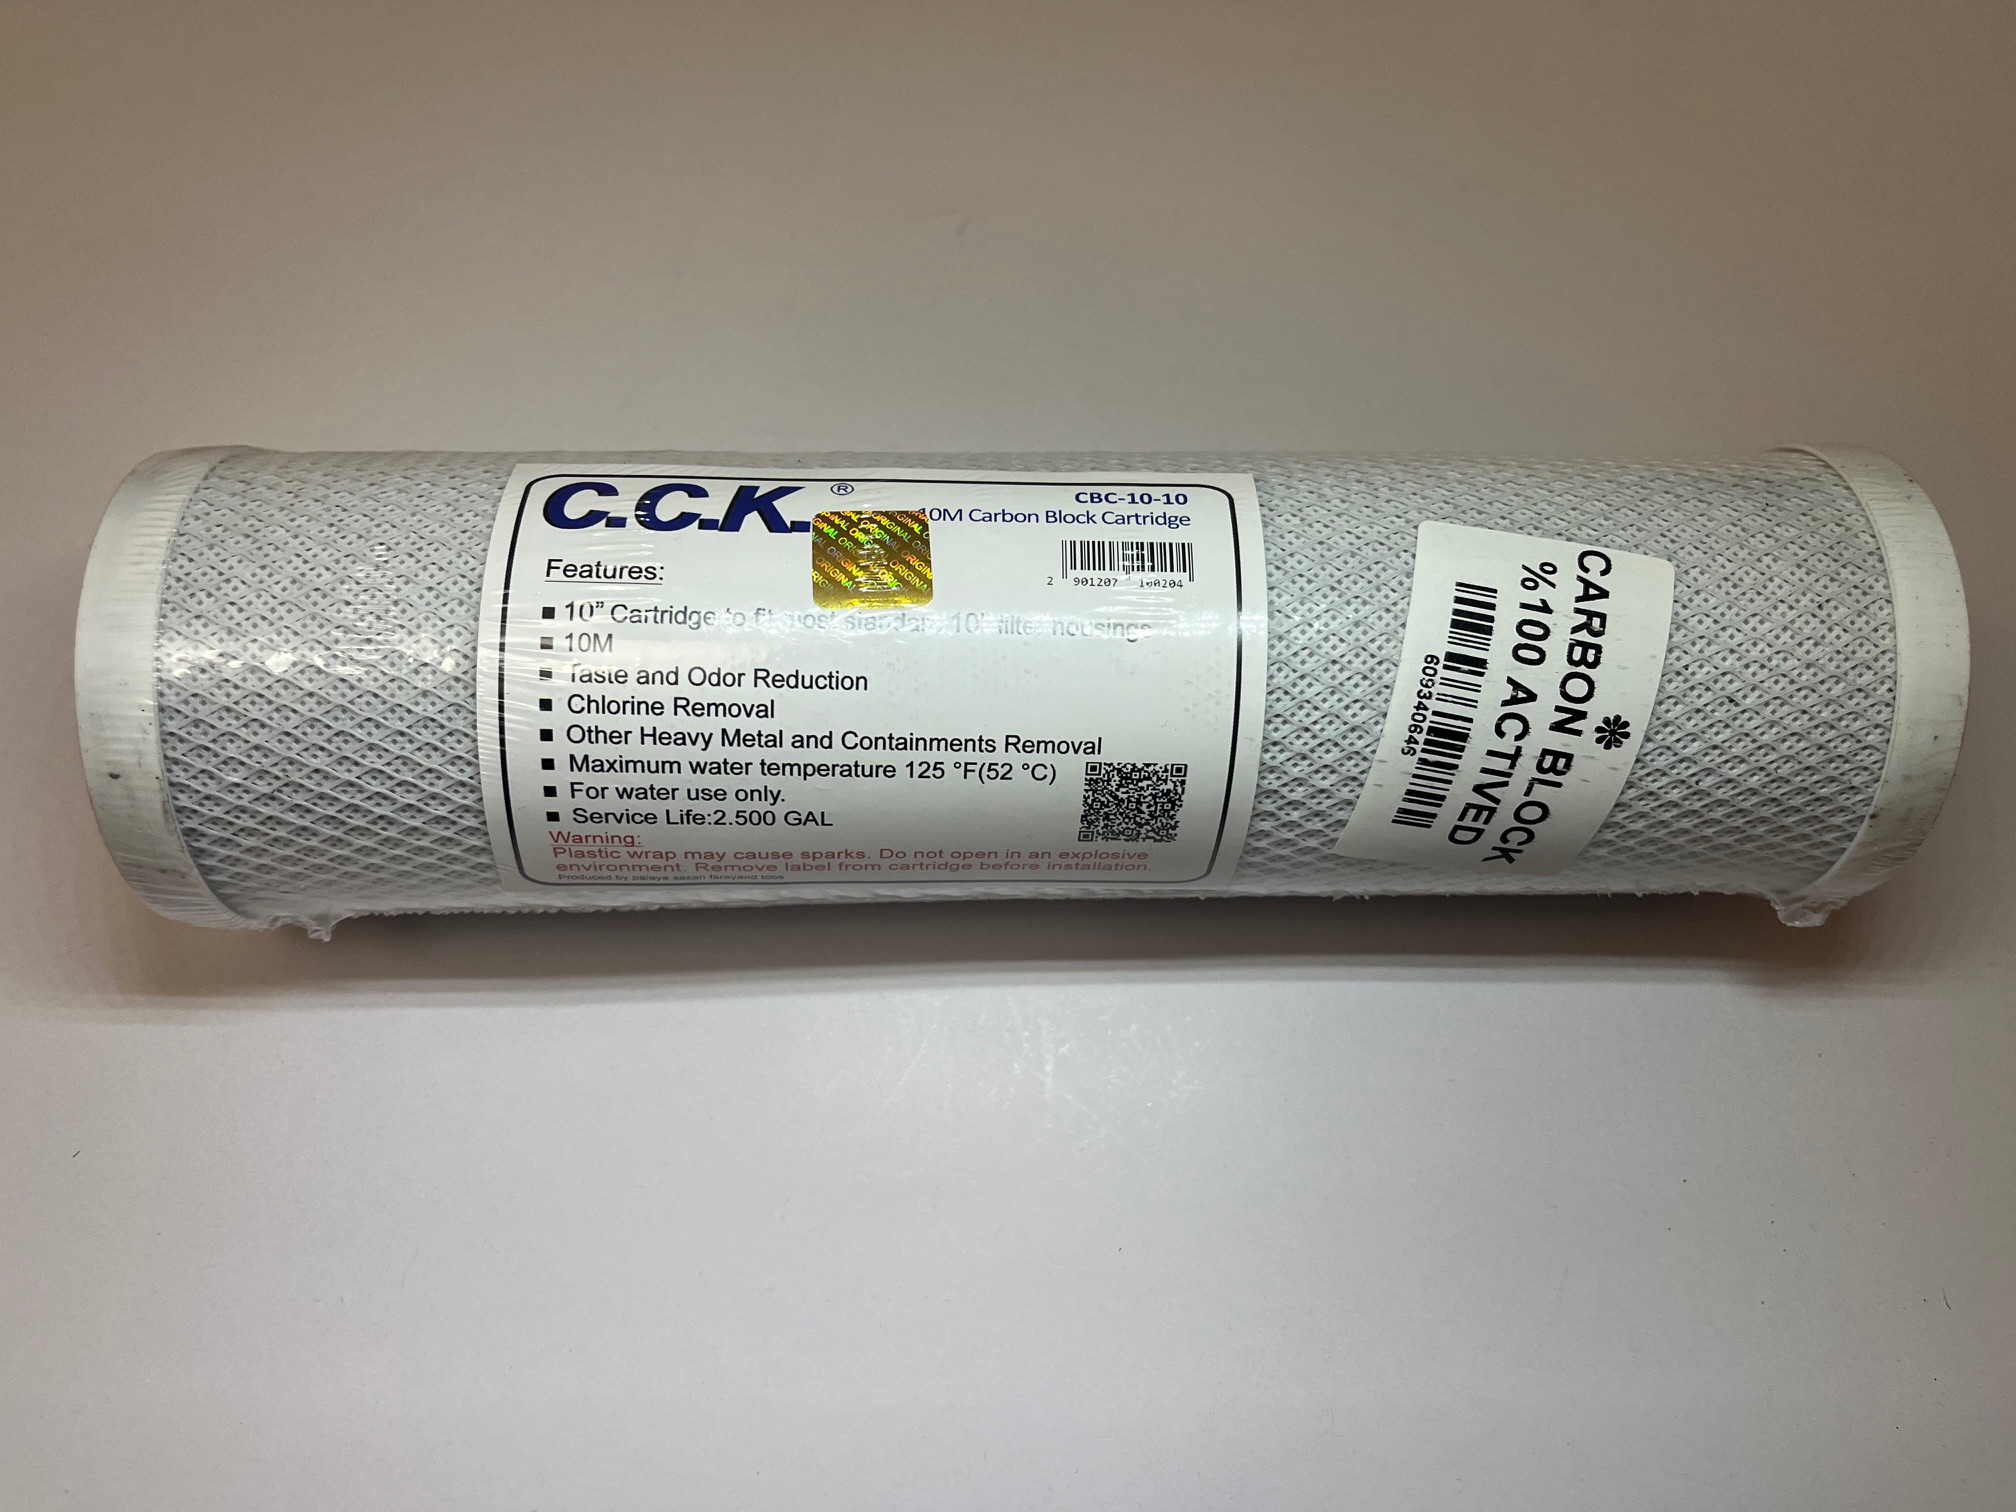 C.C.K.®
CBC-10-10
10M Carbon Block Cartridge
ORIGINAL ORIGINAL
2 901207 100204
Features:
■ 10” Cartridge to fit most standard 10" filter housings
■ 10M
■ Taste and Odor Reduction
■ Chlorine Removal
■ Other Heavy Metal and Containments Removal
■ Maximum water temperature 125 °F(52 °C)
■ For water use only.
■ Service Life:2.500 GAL
Warning:
Plastic wrap may cause sparks. Do not open in an explosive
environment. Remove label from cartridge before installation.
Produced by palaye sazan farayand toos
CARBON BLOCK
%100 ACTIVED
609340646